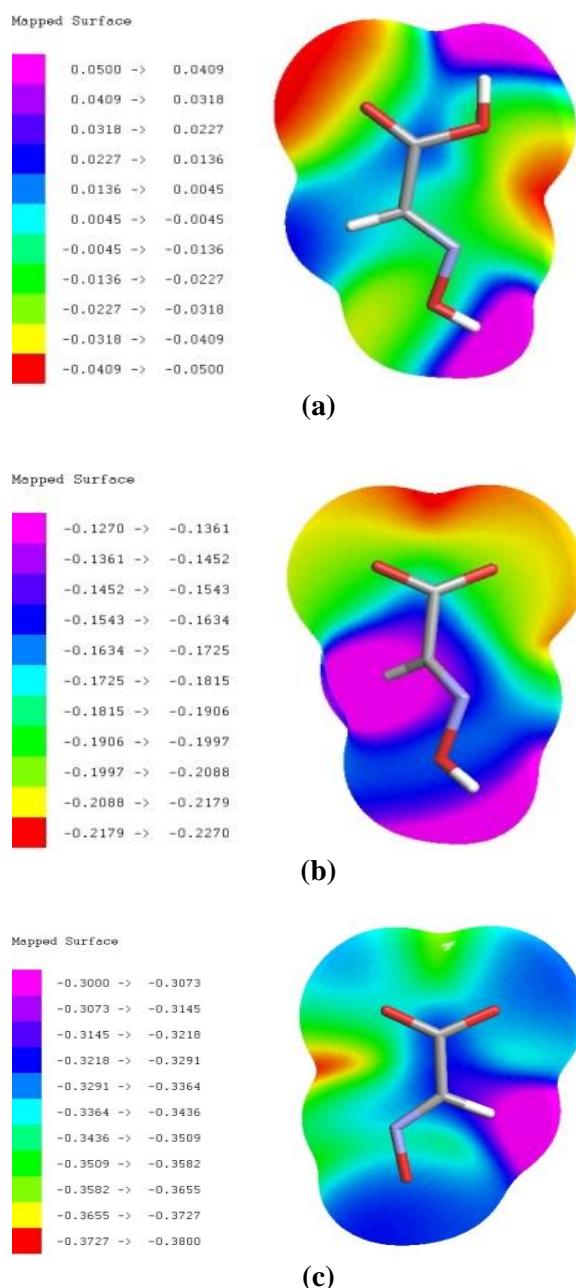 Mapped Surface
0.0500 -> 0.0409
0.0409 -> 0.0318
0.0318 -> 0.0227
0.0227 -> 0.0136
0.0136 -> 0.0045
0.0045 -> -0.0045
-0.0045 -> -0.0136
-0.0136 -> -0.0227
-0.0227 -> -0.0318
-0.0318 -> -0.0409
-0.0409 -> -0.0500
(a)
Mapped Surface
-0.1270 -> -0.1361
-0.1361 -> -0.1452
-0.1452 -> -0.1543
-0.1543 -> -0.1634
-0.1634 -> -0.1725
-0.1725 -> -0.1815
-0.1815 -> -0.1906
-0.1906 -> -0.1997
-0.1997 -> -0.2088
-0.2088 -> -0.2179
-0.2179 -> -0.2270
(b)
Mapped Surface
-0.3000 -> -0.3073
-0.3073 -> -0.3145
-0.3145 -> -0.3218
-0.3218 -> -0.3291
-0.3291 -> -0.3364
-0.3364 -> -0.3436
-0.3436 -> -0.3509
-0.3509 -> -0.3582
-0.3582 -> -0.3655
-0.3655 -> -0.3727
-0.3727 -> -0.3800
(c)